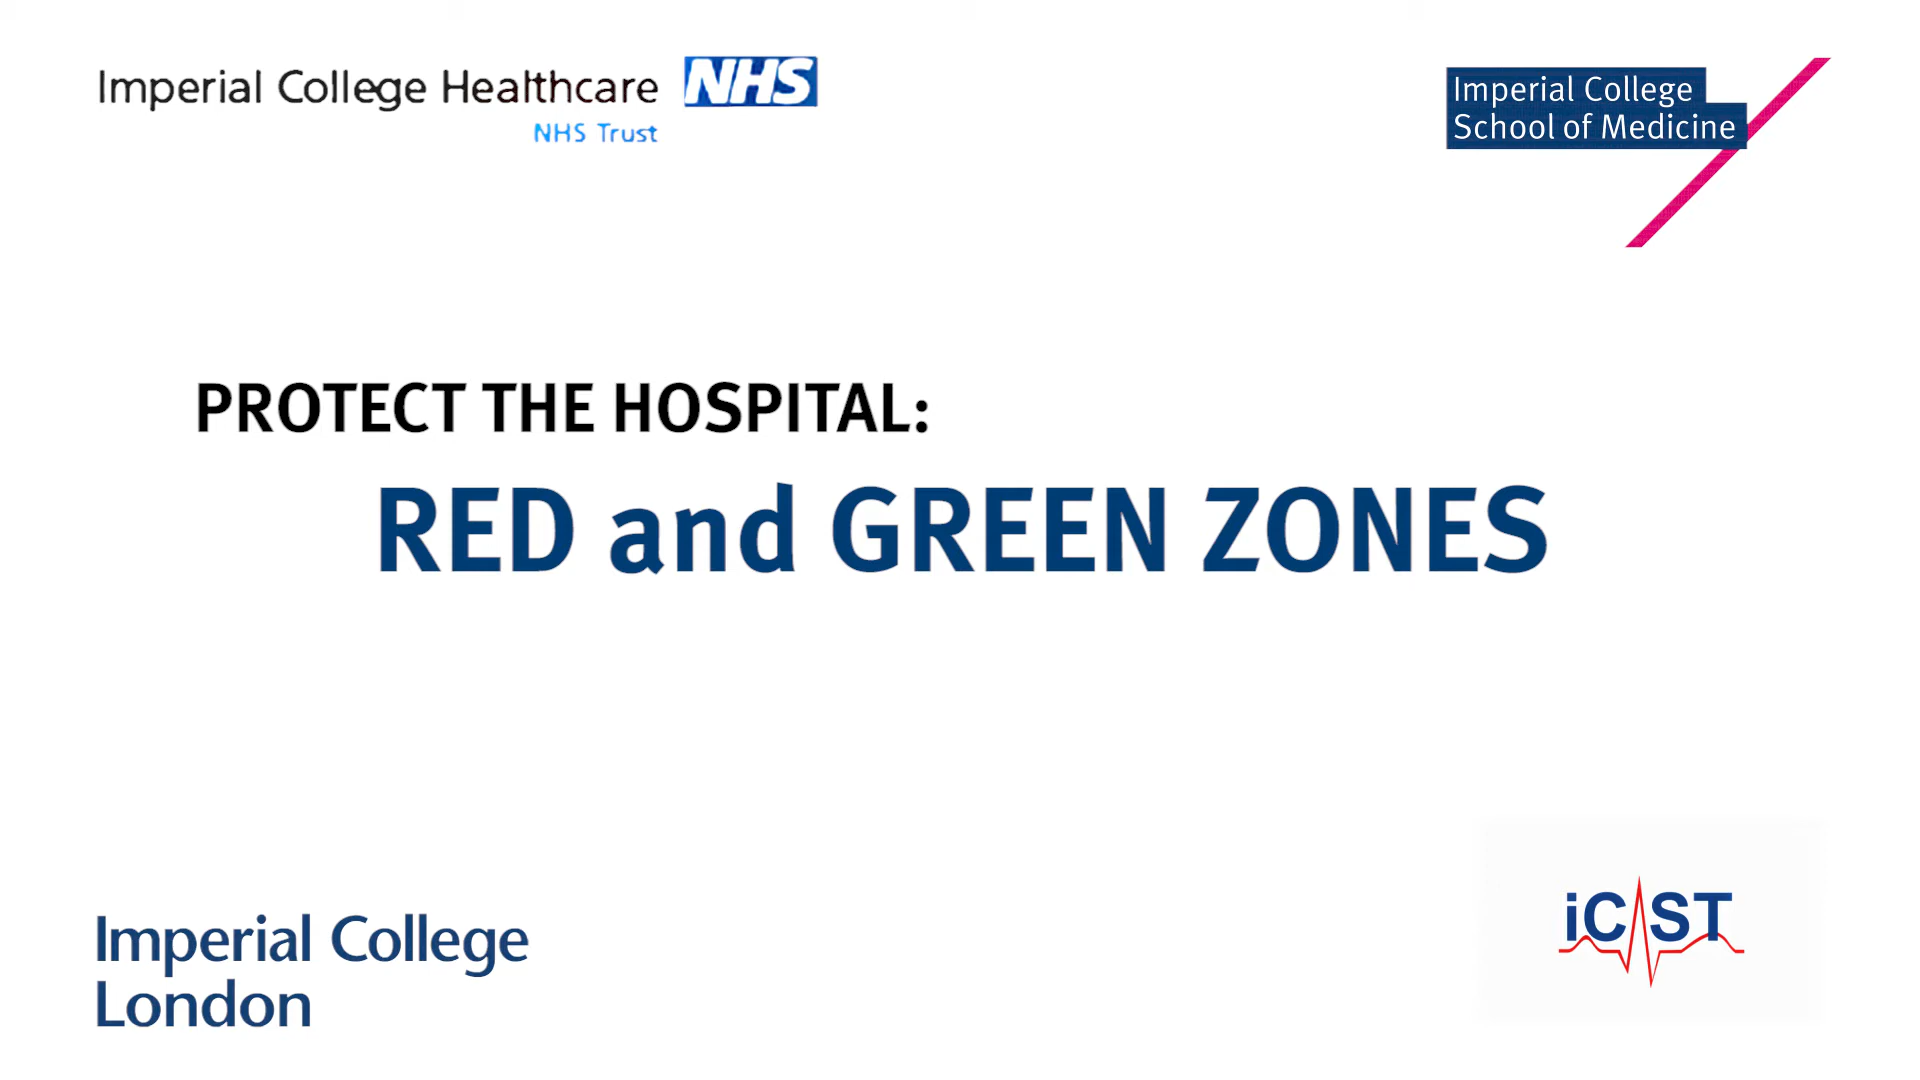 Imperial College Healthcare NHS
NHS Trust
Imperial College
School of Medicine
PROTECT THE HOSPITAL:
RED and GREEN ZONES
Imperial College
London
iCST